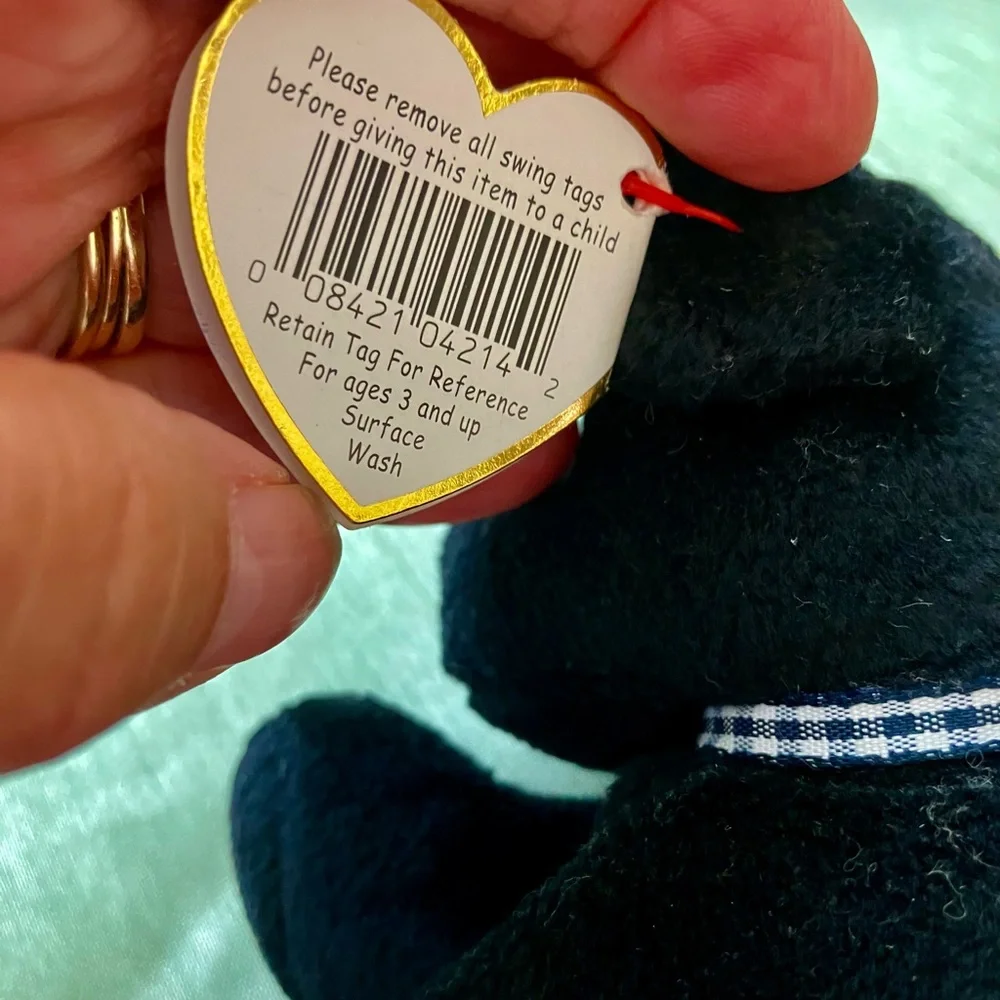 Please remove all swing tags
before giving this item to a child
0 08421 04214 2
Retain Tag For Reference
For ages 3 and up
Surface
Wash